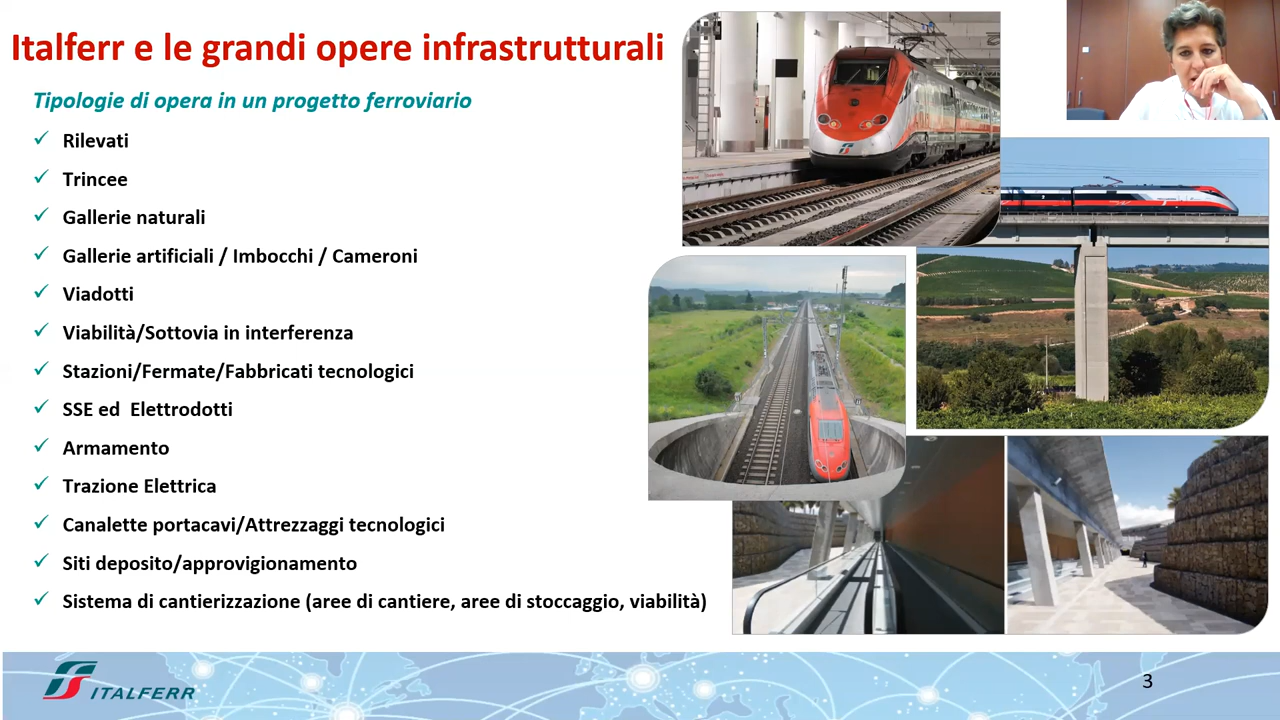 Italferr e le grandi opere infrastrutturali
Tipologie di opera in un progetto ferroviario
Rilevati
Trincee
Gallerie naturali
Gallerie artificiali / Imbocchi / Cameroni
Viadotti
Viabilità/Sottovia in interferenza
Stazioni/Fermate/Fabbricati tecnologici
SSE ed Elettrodotti
Armamento
Trazione Elettrica
Canalette portacavi/Attrezzaggi tecnologici
Siti deposito/approvigionamento
Sistema di cantierizzazione (aree di cantiere, aree di stoccaggio, viabilità)
ITALFERR
3